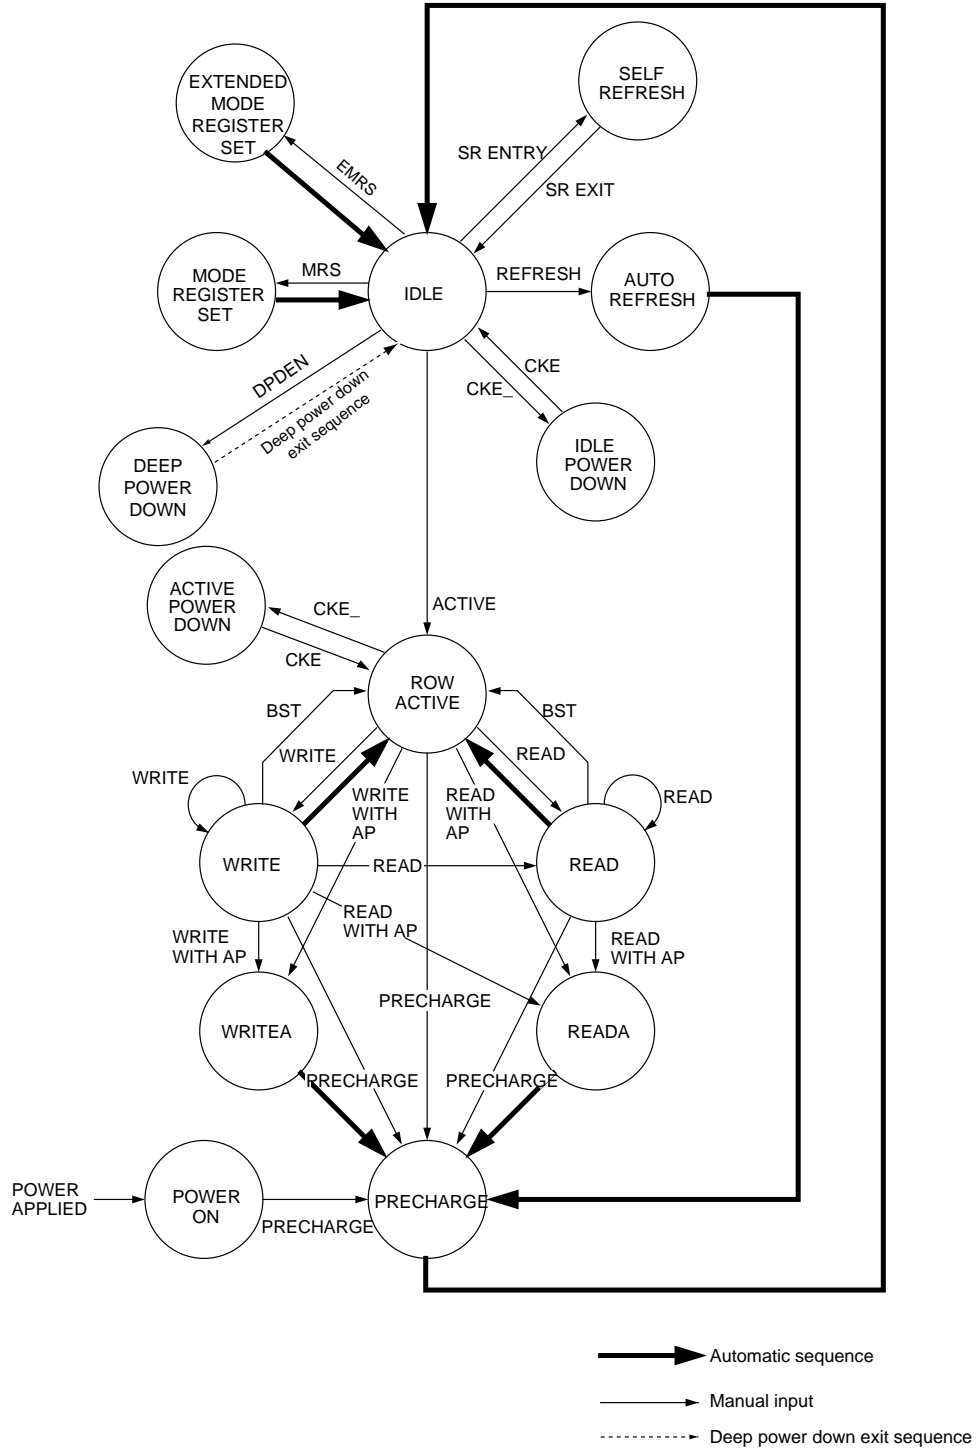 EXTENDED
MODE
REGISTER
SET
SELF
REFRESH
EMRS
SR ENTRY
SR EXIT
MODE
REGISTER
SET
MRS
IDLE
REFRESH
AUTO
REFRESH
DPDEN
Deep power down
exit sequence
CKE
CKE_
DEEP
POWER
DOWN
IDLE
POWER
DOWN
ACTIVE
POWER
DOWN
CKE_
CKE
ACTIVE
ROW
ACTIVE
BST
BST
WRITE
READ
WRITE
WRITE
WITH
AP
READ
WITH
AP
READ
WRITE
READ
READ
READ
WITH AP
WRITE
WITH AP
READ
WITH AP
PRECHARGE
WRITEA
READA
PRECHARGE
PRECHARGE
POWER
APPLIED
POWER
ON
PRECHARGE
PRECHARGE
Automatic sequence
Manual input
Deep power down exit sequence